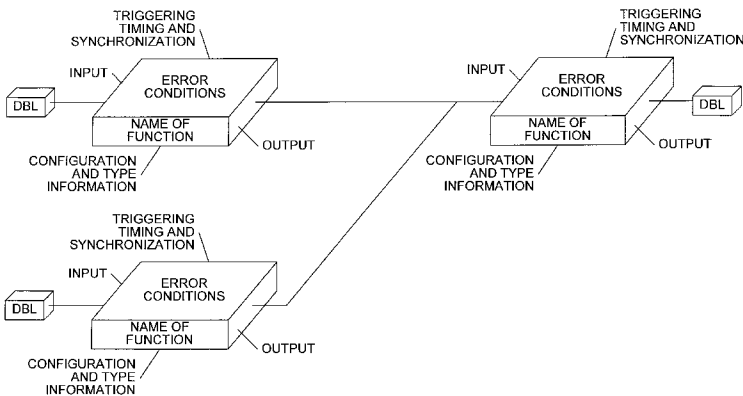 TRIGGERING
TIMING AND
SYNCHRONIZATION
INPUT
ERROR
CONDITIONS
DBL
NAME OF
FUNCTION
OUTPUT
CONFIGURATION
AND TYPE
INFORMATION
TRIGGERING
TIMING AND
SYNCHRONIZATION
INPUT
ERROR
CONDITIONS
DBL
NAME OF
FUNCTION
OUTPUT
CONFIGURATION
AND TYPE
INFORMATION
TRIGGERING
TIMING AND
SYNCHRONIZATION
INPUT
ERROR
CONDITIONS
DBL
NAME OF
FUNCTION
OUTPUT
CONFIGURATION
AND TYPE
INFORMATION